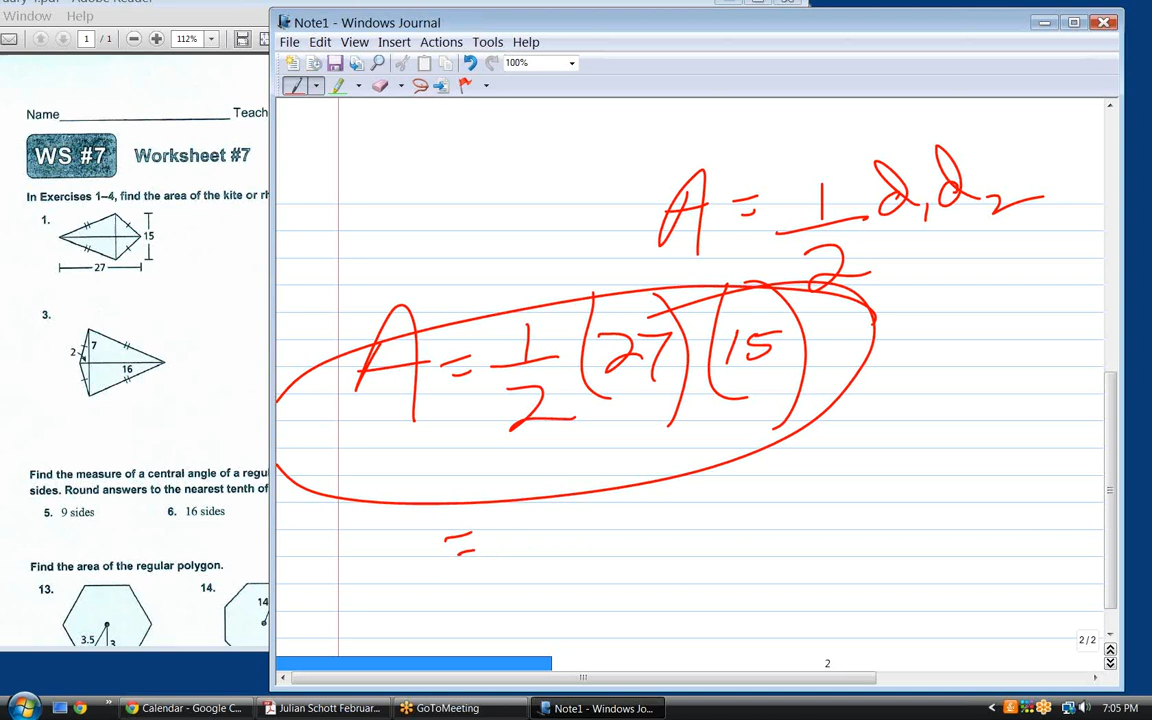 Window Help
1 / 1 112%
Name
Teach
WS #7 Worksheet #7
In Exercises 1–4, find the area of the kite or rh
1.
15
27
3.
2
7
16
Find the measure of a central angle of a regu
sides. Round answers to the nearest tenth of
5. 9 sides 6. 16 sides
Find the area of the regular polygon.
13. 14.
14
3.5 3
Note1 - Windows Journal
File Edit View Insert Actions Tools Help
100%
A = 1/2 d₁d₂
A = 1/2 (27)(15)
=
2/2
2
Calendar - Google C...
Julian Schott Februar...
GoToMeeting
Note1 - Windows Jo...
7:05 PM